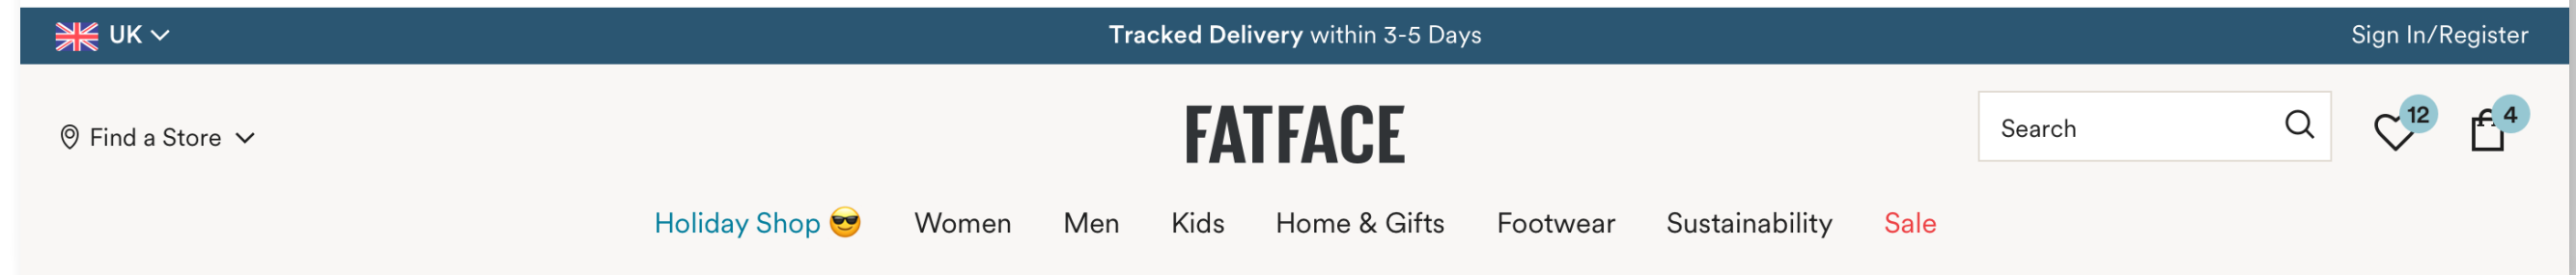 UK
Tracked Delivery within 3-5 Days
Sign In/Register
Find a Store
FATFACE
Search
12
4
Holiday Shop 😎 Women Men Kids Home & Gifts Footwear Sustainability Sale